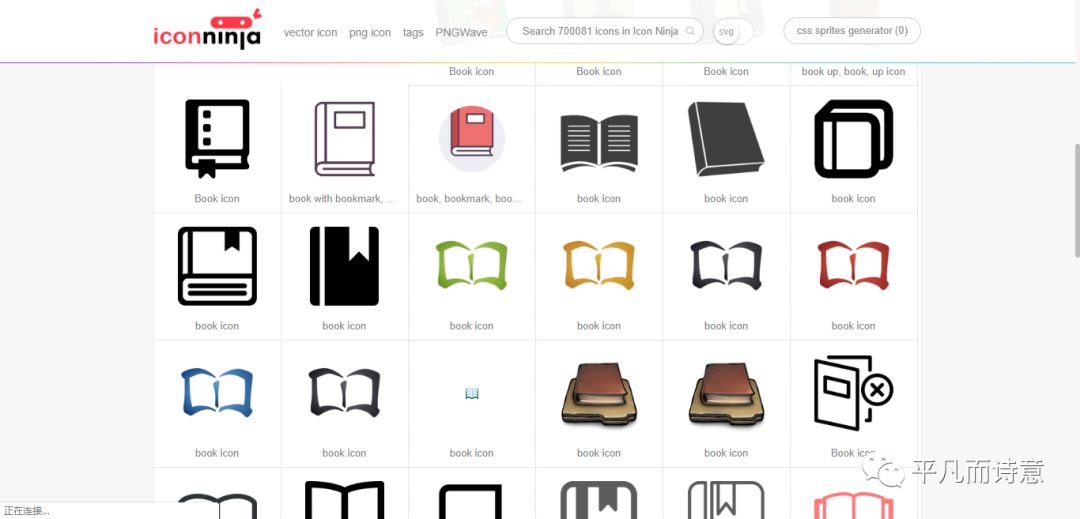 iconninja
vector icon png icon tags PNGWave Search 700081 icons in Icon Ninja svg css sprites generator (0)
Book icon Book icon Book icon book up, book, up icon
Book icon book with bookmark, ... book, bookmark, boo... book icon book icon Book icon
book icon book icon book icon book icon book icon book icon
book icon book icon book icon book icon book icon Book icon
平凡而诗意
正在连接...